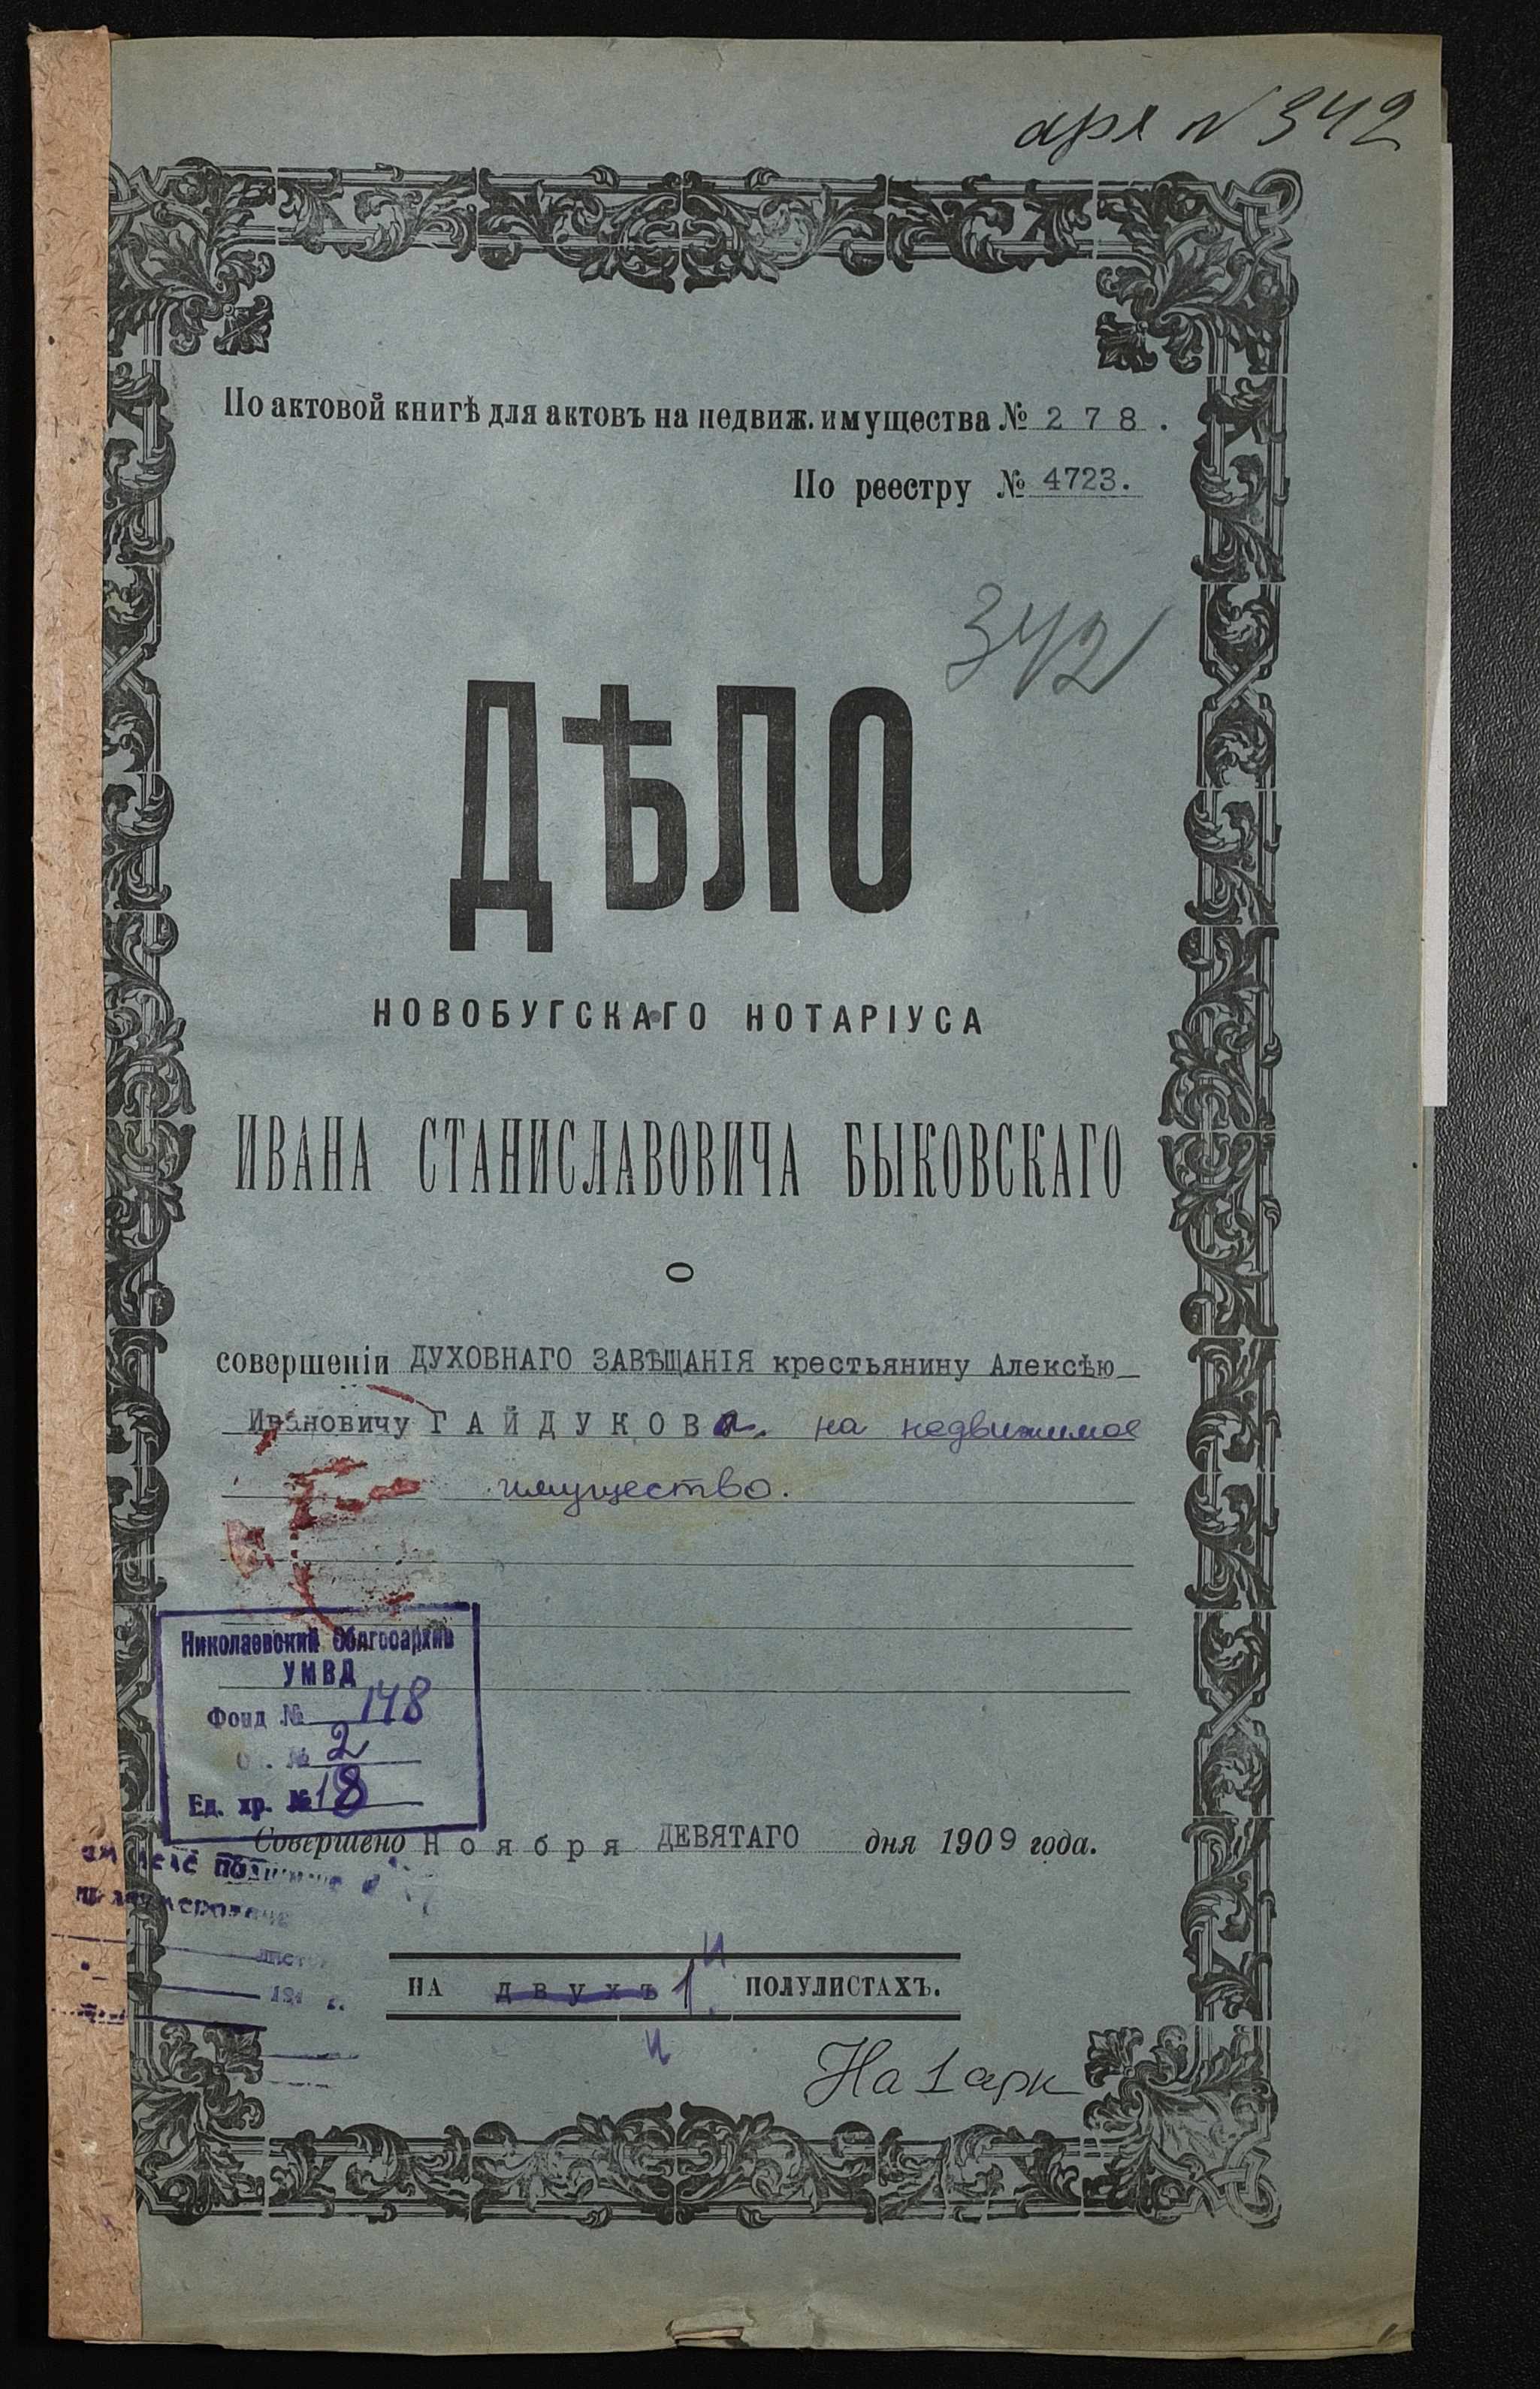 арх N 342
По актовой книгѣ для актовъ на недвиж. имущества № 278.
По реестру № 4723.
342
ДѢЛО
НОВОБУГСКАГО НОТАРІУСА
ИВАНА СТАНИСЛАВОВИЧА БЫКОВСКАГО
О
совершеніи ДУХОВНАГО ЗАВѢЩАНІЯ крестьянину Алексѣю
Ивановичу ГАЙДУКОВА на недвижимое
имущество.
Николаевский Облгосархив
УМВД
Фонд № 148
Оп. № 2
Ед. хр. № 18
Совершено Ноября ДЕВЯТАГО дня 1909 года.
НА двухъ 1 ПОЛУЛИСТАХЪ.
На 1 арк